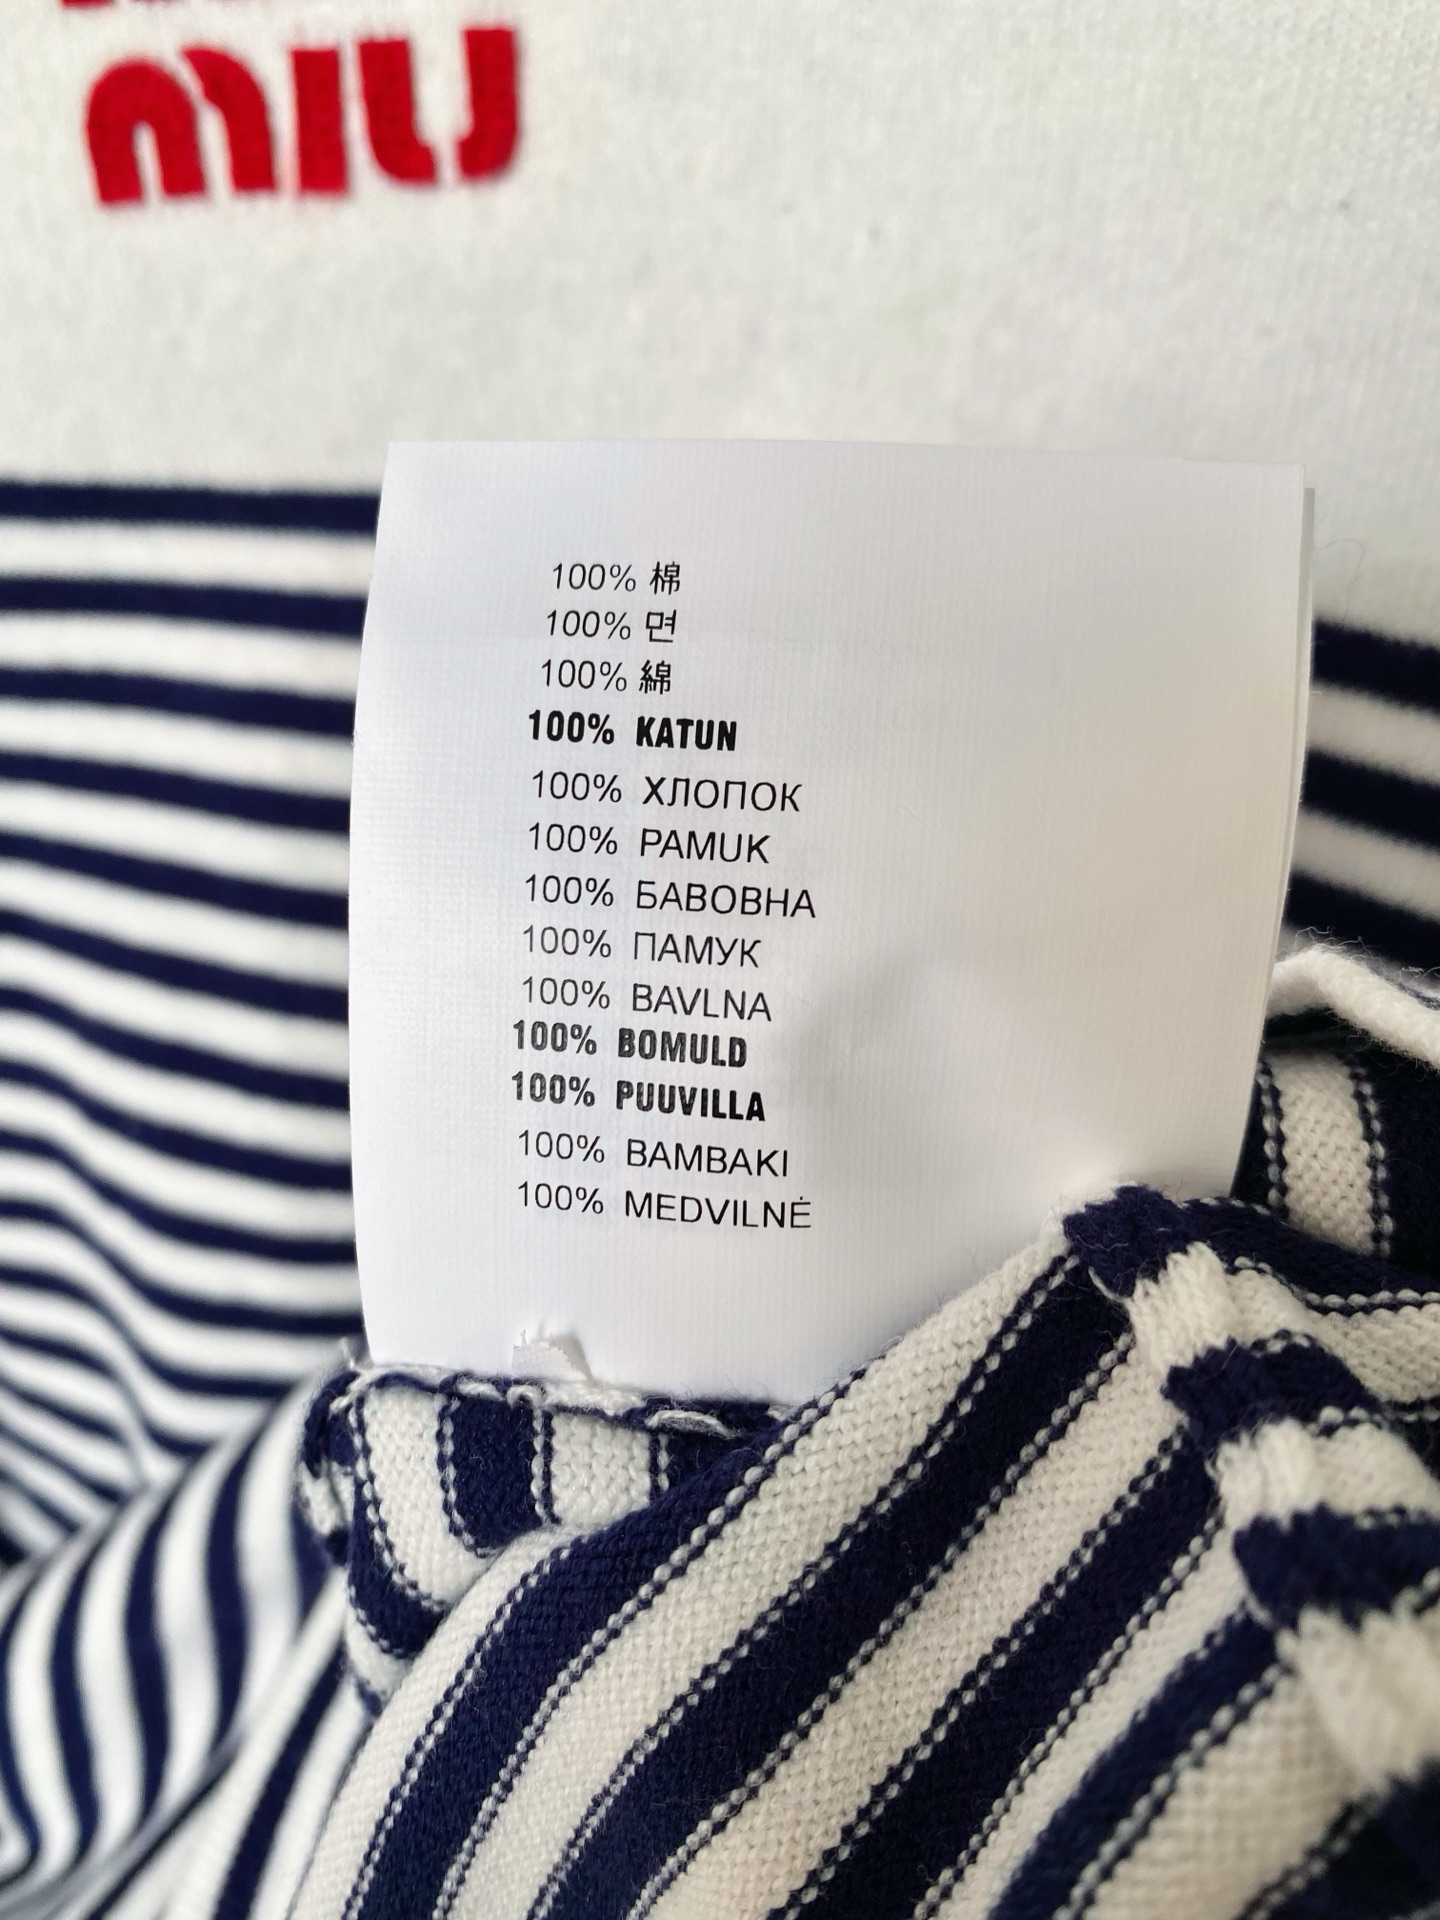 MIU
100% 棉
100% 면
100% 綿
100% KATUN
100% ХЛОПОК
100% PAMUK
100% БАВОВНА
100% ПАМУК
100% BAVLNA
100% BOMULD
100% PUUVILLA
100% BAMBAKI
100% MEDVILNĖ